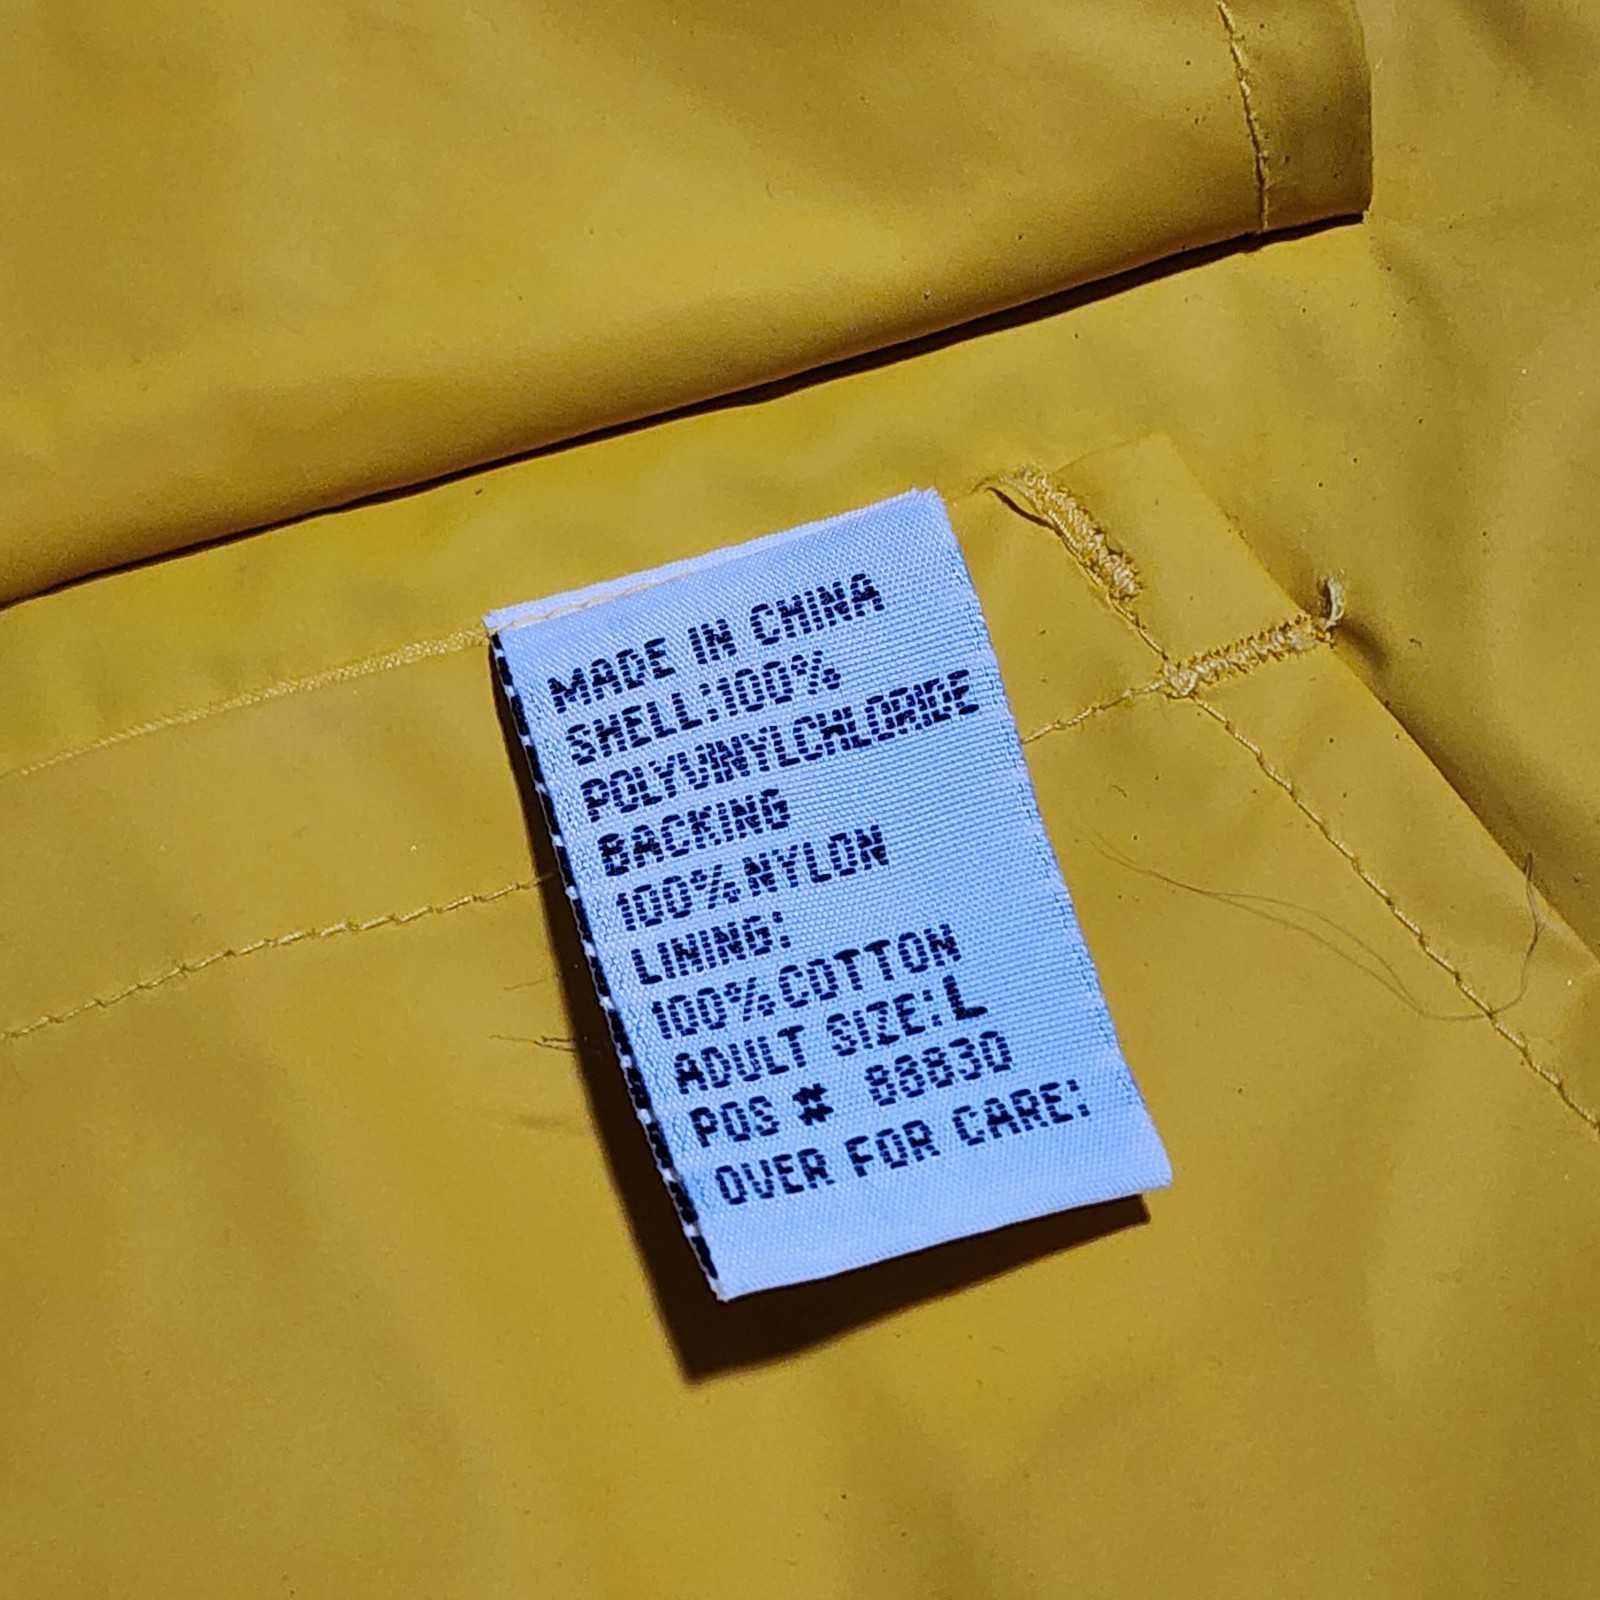 MADE IN CHINA
SHELL:100%
POLYVINYLCHLORIDE
BACKING
100%NYLON
LINING:
100%COTTON
ADULT SIZE:L
POS # 88830
OVER FOR CARE: